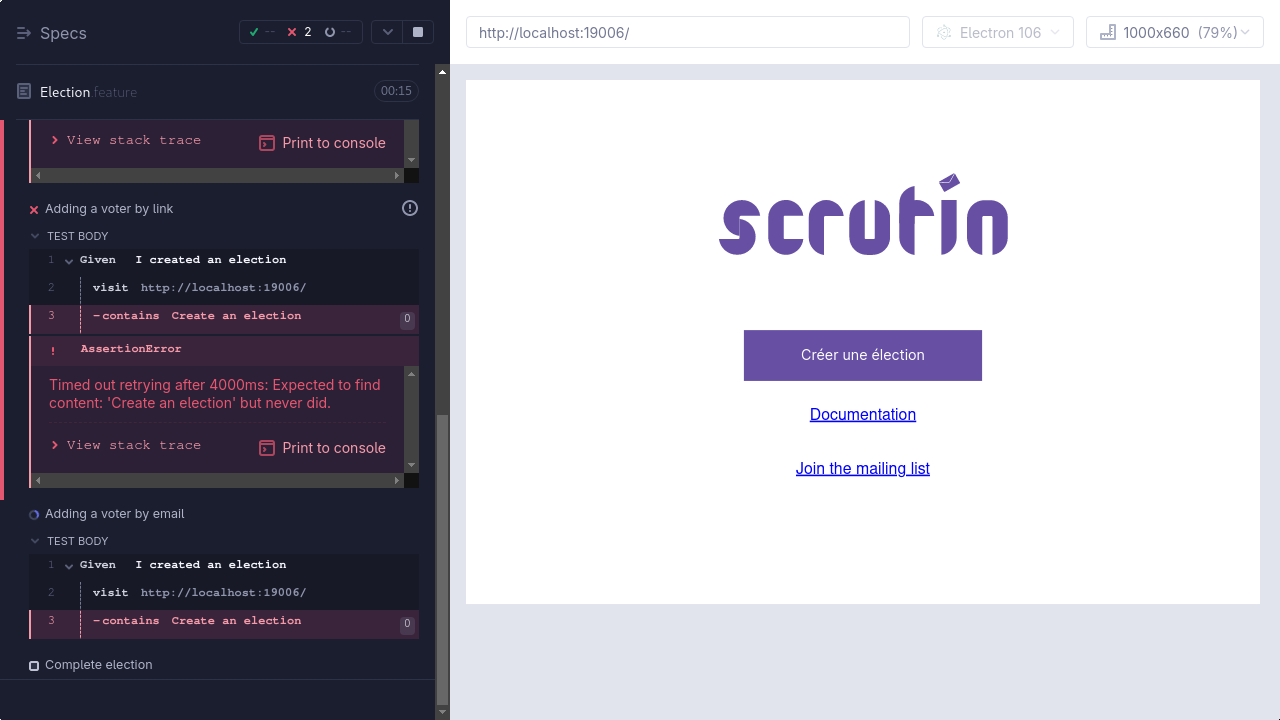 Specs
-- 2 --
Election.feature 00:15
View stack trace Print to console
Adding a voter by link
TEST BODY
1 Given I created an election
2 visit http://localhost:19006/
3 -contains Create an election 0
! AssertionError
Timed out retrying after 4000ms: Expected to find
content: 'Create an election' but never did.
View stack trace Print to console
Adding a voter by email
TEST BODY
1 Given I created an election
2 visit http://localhost:19006/
3 -contains Create an election 0
Complete election
http://localhost:19006/
Electron 106
1000x660 (79%)
scrutin
Créer une élection
Documentation
Join the mailing list